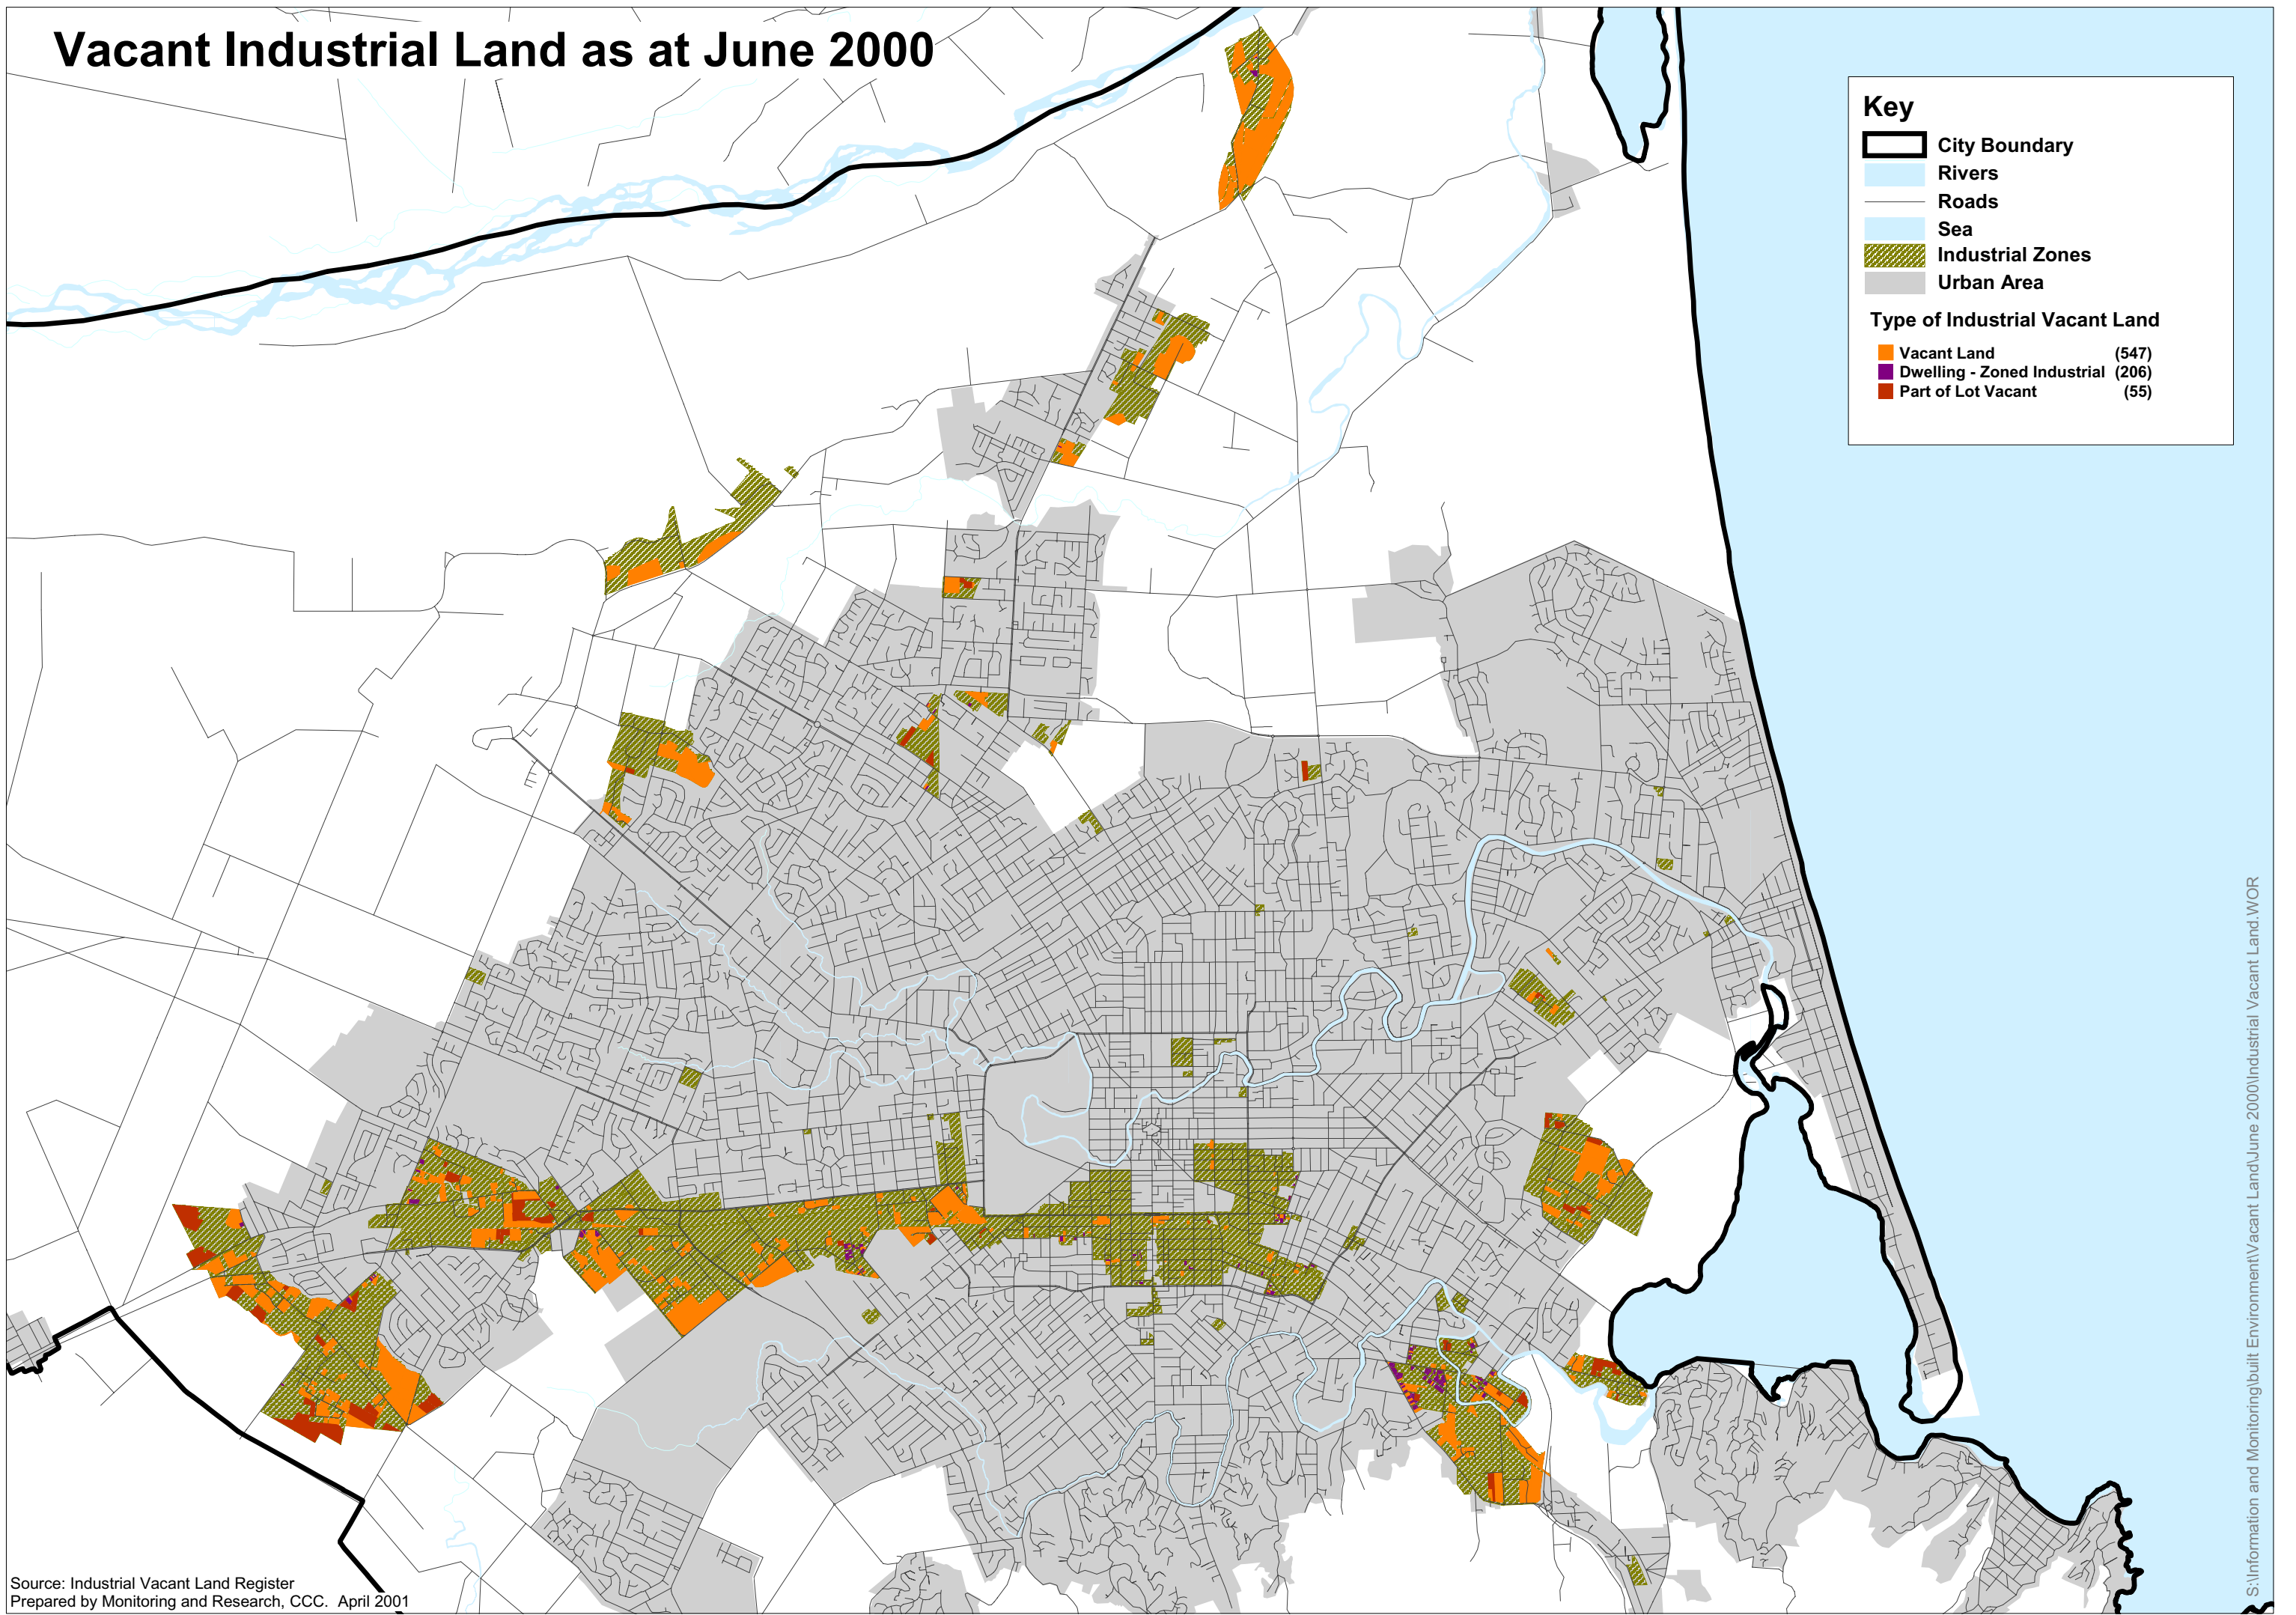 Vacant Industrial Land as at June 2000
Key
City Boundary
Rivers
Roads
Sea
Industrial Zones
Urban Area
Type of Industrial Vacant Land
Vacant Land (547)
Dwelling - Zoned Industrial (206)
Part of Lot Vacant (55)
S:\Information and Monitoring\built Environment\Vacant Land\June 2000\Industrial Vacant Land.WOR
Source: Industrial Vacant Land Register
Prepared by Monitoring and Research, CCC. April 2001